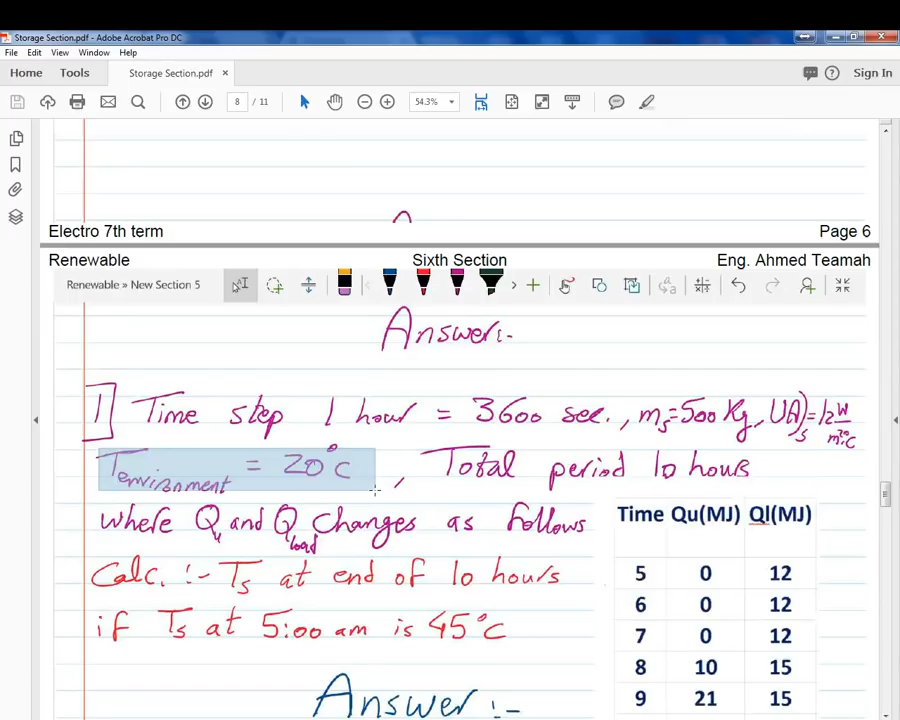 Storage Section.pdf - Adobe Acrobat Pro DC
File Edit View Window Help
Home Tools Storage Section.pdf × Sign In
8 / 11 54.3%
Electro 7th term Page 6
Renewable Sixth Section Eng. Ahmed Teamah
Renewable » New Section 5
Answer:-
1] Time step 1 hour = 3600 sec., ms=500 Kg, UA)s=12 W/m²°C
Tenvironment = 20°C , Total period 10 hours
where Qu and Qload changes as follows
Calc. :- Ts at end of 10 hours
if Ts at 5:00 am is 45°C
Time Qu(MJ) Ql(MJ)
5 0 12
6 0 12
7 0 12
8 10 15
9 21 15
Answer :-